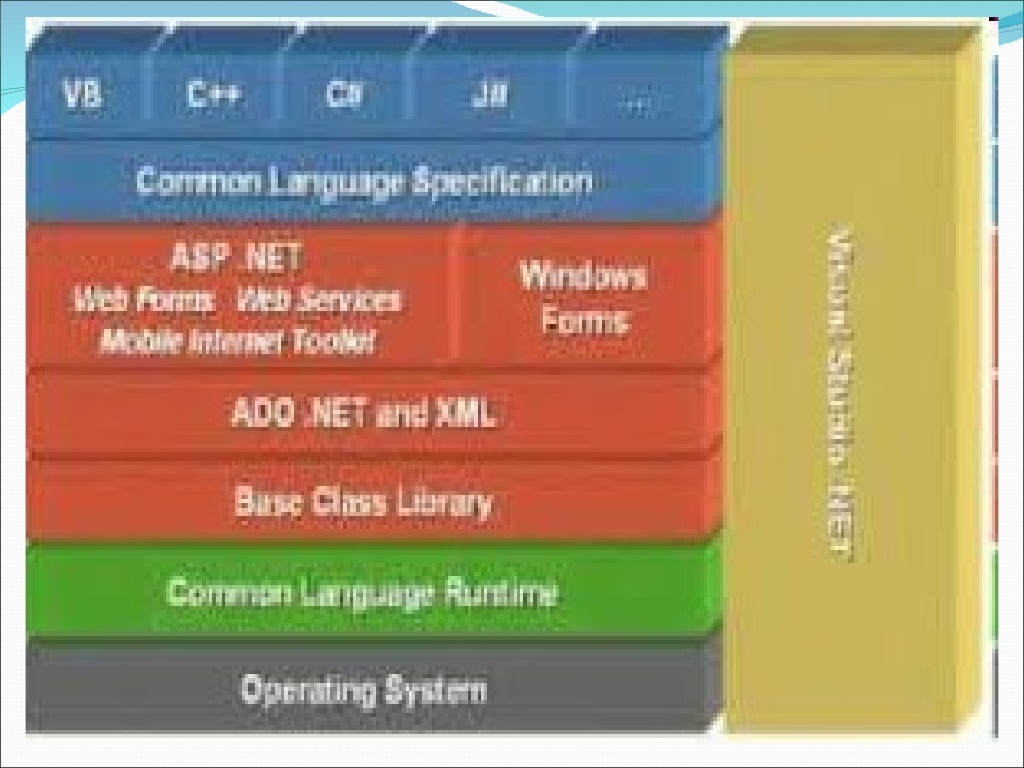 VB C++ C# J# ...
Common Language Specification
ASP .NET
Web Forms Web Services
Mobile Internet Toolkit
Windows
Forms
ADO .NET and XML
Base Class Library
Common Language Runtime
Operating System
Visual Studio .NET